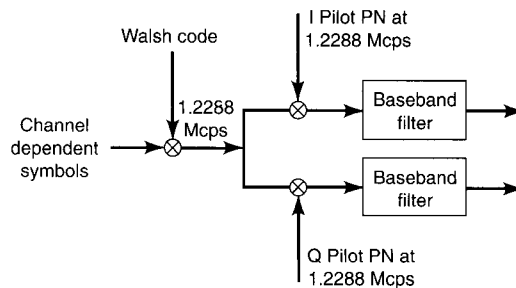 I Pilot PN at
1.2288 Mcps
Walsh code
1.2288
Mcps
Baseband
filter
Channel
dependent
symbols
Baseband
filter
Q Pilot PN at
1.2288 Mcps